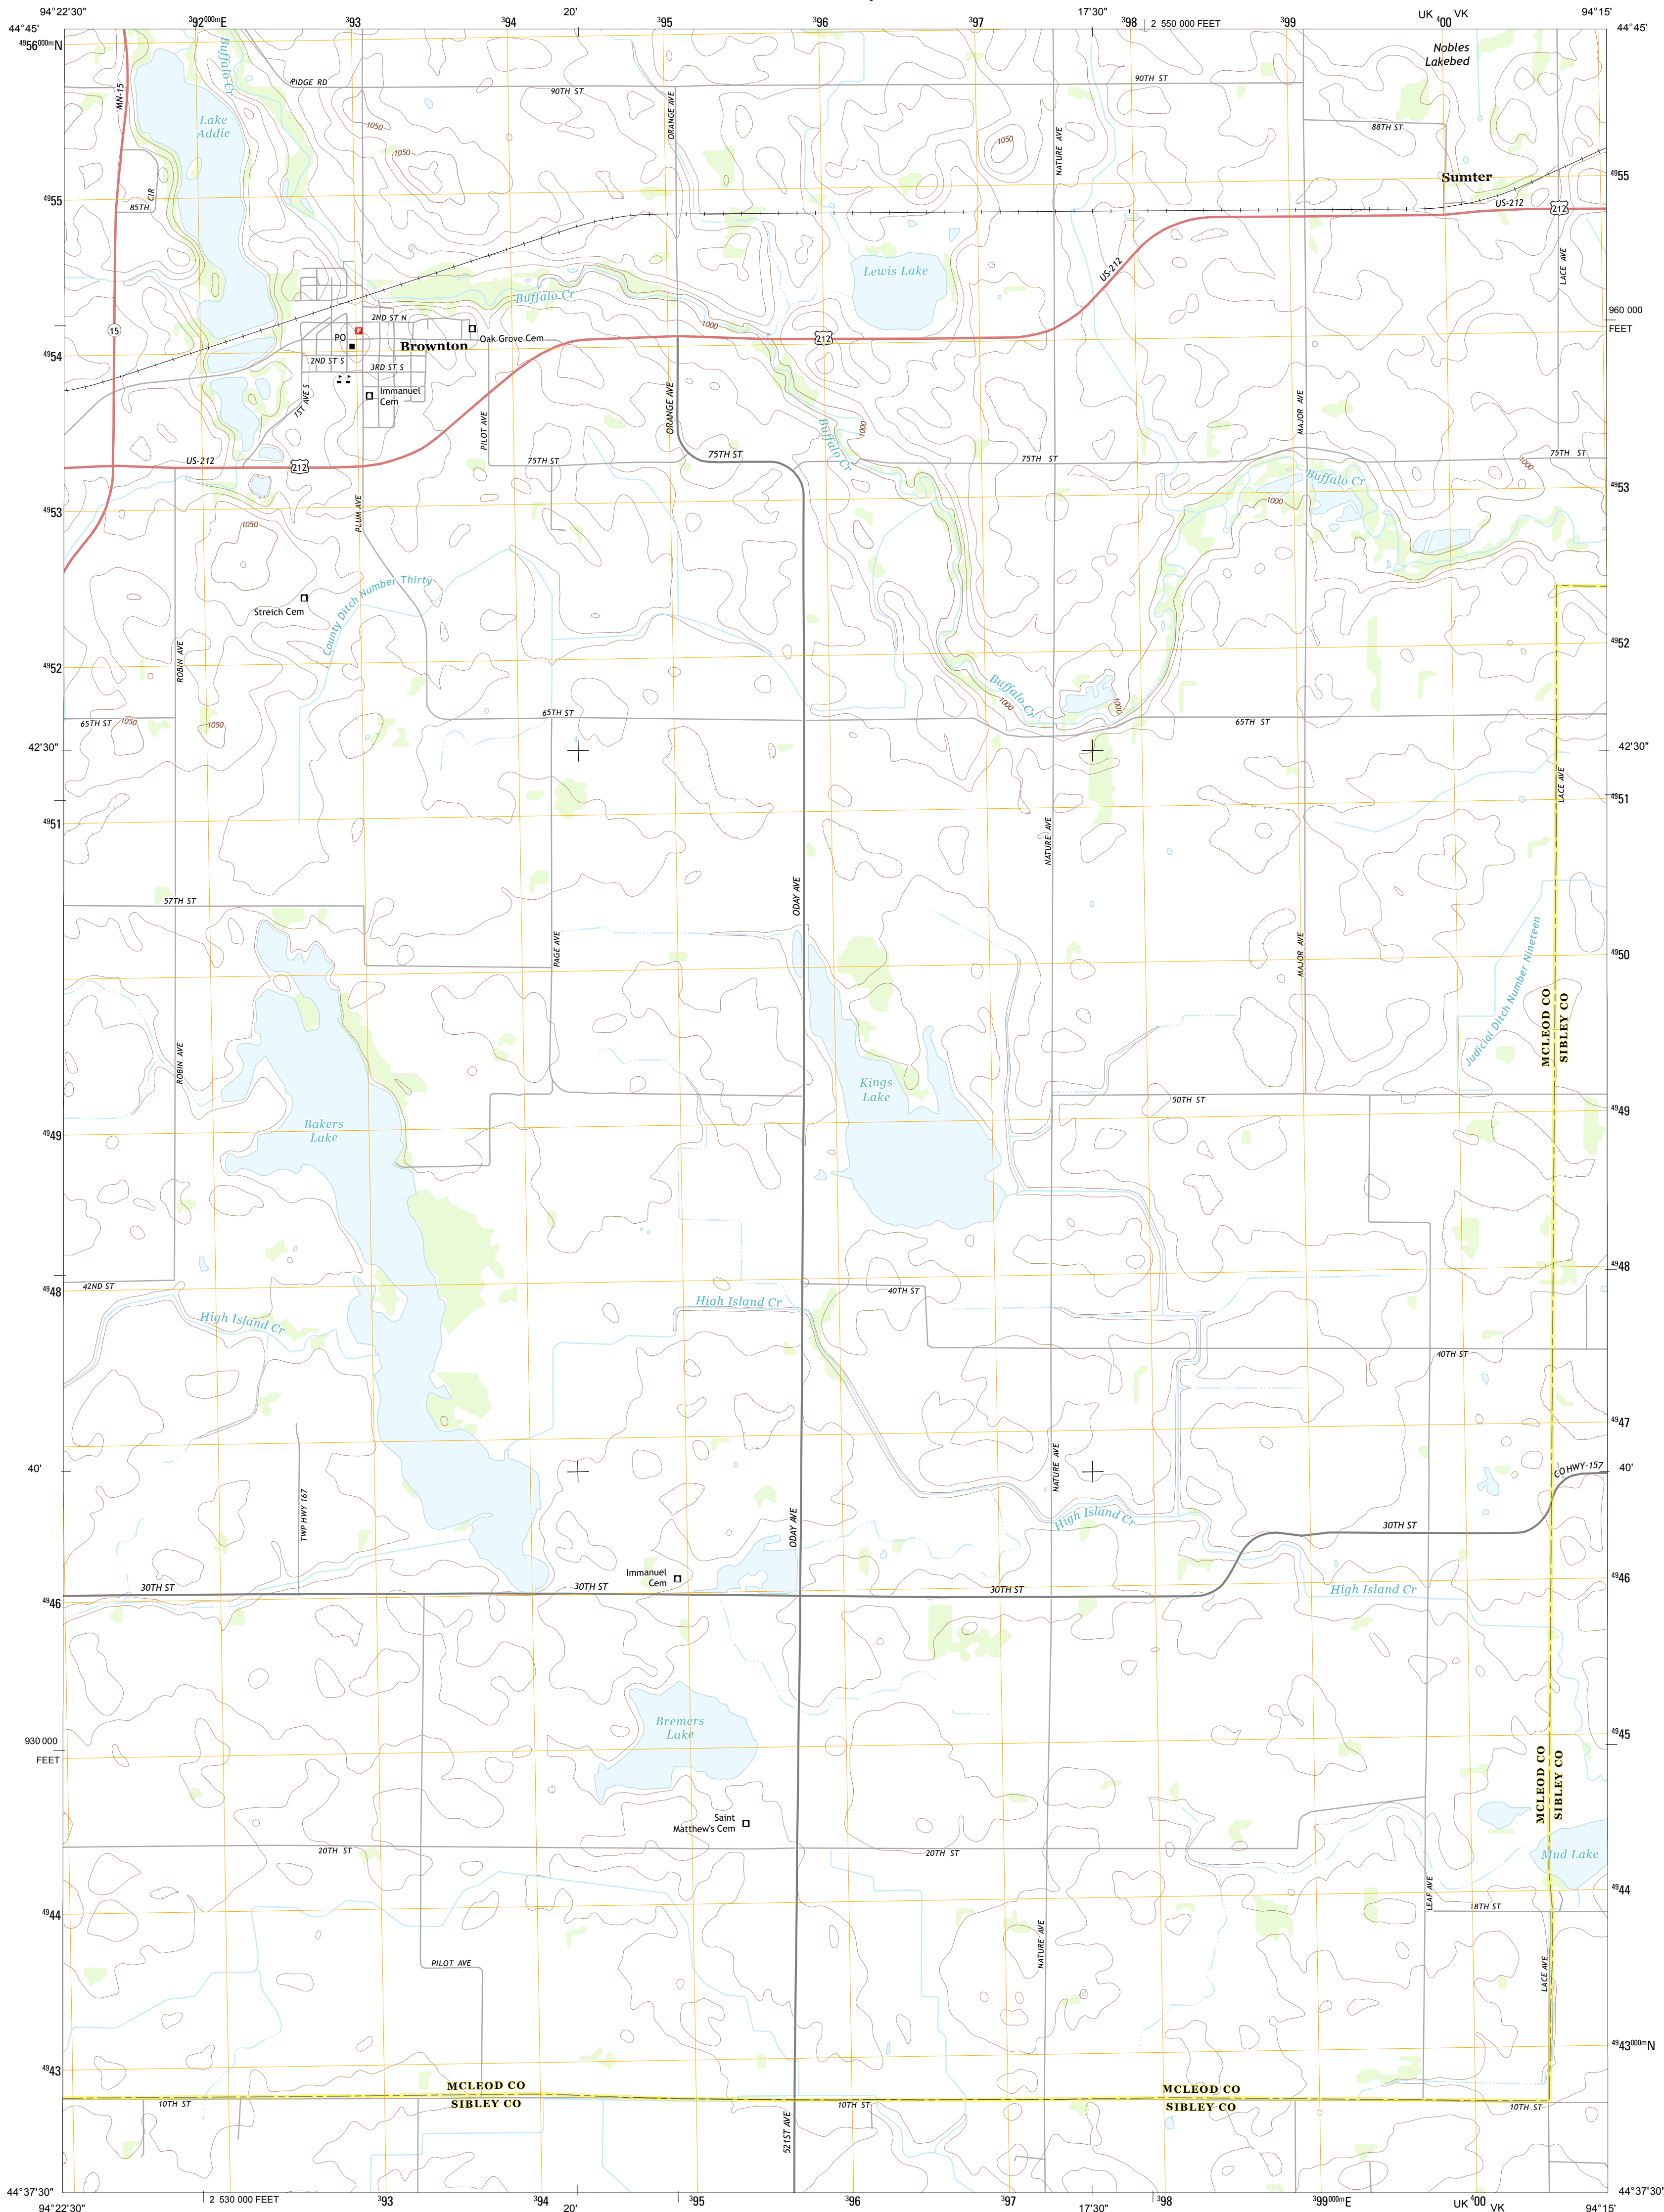 94°22'30"
³92⁰⁰⁰ᵐE
³93
³94
20'
³95
³96
³97
17'30"
³98
2 550 000 FEET
³99
UK
VK
⁴00
94°15'
44°45'
44°45'
⁴⁹56⁰⁰⁰ᵐN
Nobles
Lakebed
Buffalo Cr
MN-15
RIDGE RD
90TH ST
90TH ST
ORANGE AVE
NATURE AVE
Lake
Addie
1050
1050
1050
88TH ST
Sumter
⁴⁹55
⁴⁹55
85TH CIR
US-212
212
Lewis Lake
US-212
LACE AVE
Buffalo Cr
960 000
FEET
15
2ND ST N
F
PO
Brownton
Oak Grove Cem
1000
212
⁴⁹54
⁴⁹54
2ND ST S
3RD ST S
Immanuel
Cem
1ST AVE S
PILOT AVE
ORANGE AVE
MAJOR AVE
1000
Buffalo Cr
US-212
212
75TH ST
75TH ST
75TH ST
75TH ST
1000
Buffalo Cr
1000
⁴⁹53
⁴⁹53
1050
PLUM AVE
County Ditch Number Thirty
Streich Cem
ROBIN AVE
⁴⁹52
⁴⁹52
Buffalo Cr
1000
1000
65TH ST
1050
1050
65TH ST
65TH ST
42'30"
42'30"
LACE AVE
⁴⁹51
⁴⁹51
NATURE AVE
57TH ST
ODAY AVE
PAGE AVE
MAJOR AVE
⁴⁹50
Judicial Ditch Number Nineteen
MCLEOD CO
SIBLEY CO
ROBIN AVE
Kings
Lake
50TH ST
Bakers
Lake
⁴⁹49
⁴⁹49
42ND ST
⁴⁹48
⁴⁹48
High Island Cr
High Island Cr
40TH ST
40TH ST
⁴⁹47
40'
40'
NATURE AVE
CO HWY-157
TWP HWY 167
ODAY AVE
High Island Cr
30TH ST
Immanuel
Cem
30TH ST
30TH ST
30TH ST
High Island Cr
⁴⁹46
⁴⁹46
Bremers
Lake
930 000
FEET
⁴⁹45
MCLEOD CO
SIBLEY CO
Saint
Matthew's Cem
20TH ST
20TH ST
Mud Lake
⁴⁹44
⁴⁹44
LEAF AVE
18TH ST
NATURE AVE
PILOT AVE
LACE AVE
⁴⁹43
⁴⁹43⁰⁰⁰ᵐN
MCLEOD CO
SIBLEY CO
MCLEOD CO
SIBLEY CO
10TH ST
10TH ST
10TH ST
521ST AVE
44°37'30"
44°37'30"
94°22'30"
2 530 000 FEET
³93
³94
20'
³95
³96
³97
17'30"
³98
³99⁰⁰⁰ᵐE
UK
⁴00
VK
94°15'